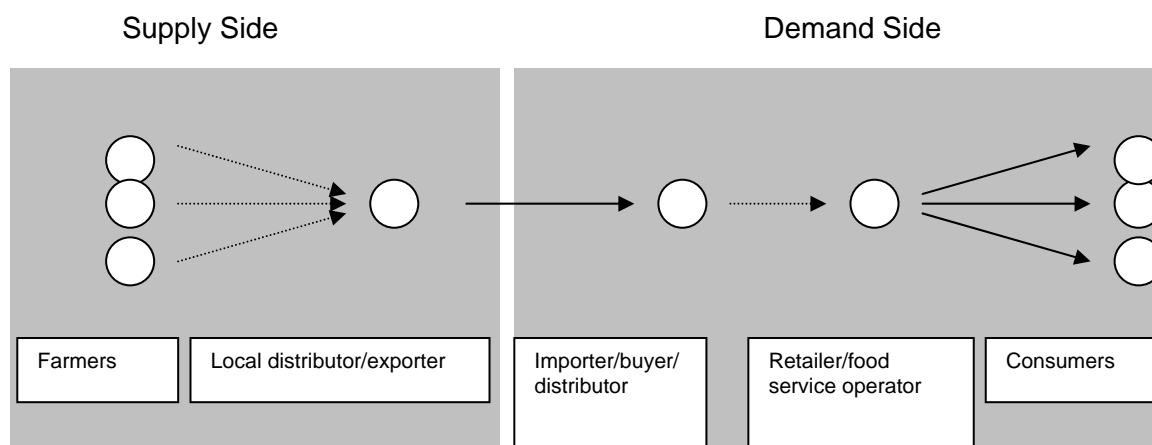 Supply Side
Demand Side
Farmers
Local distributor/exporter
Importer/buyer/
distributor
Retailer/food
service operator
Consumers